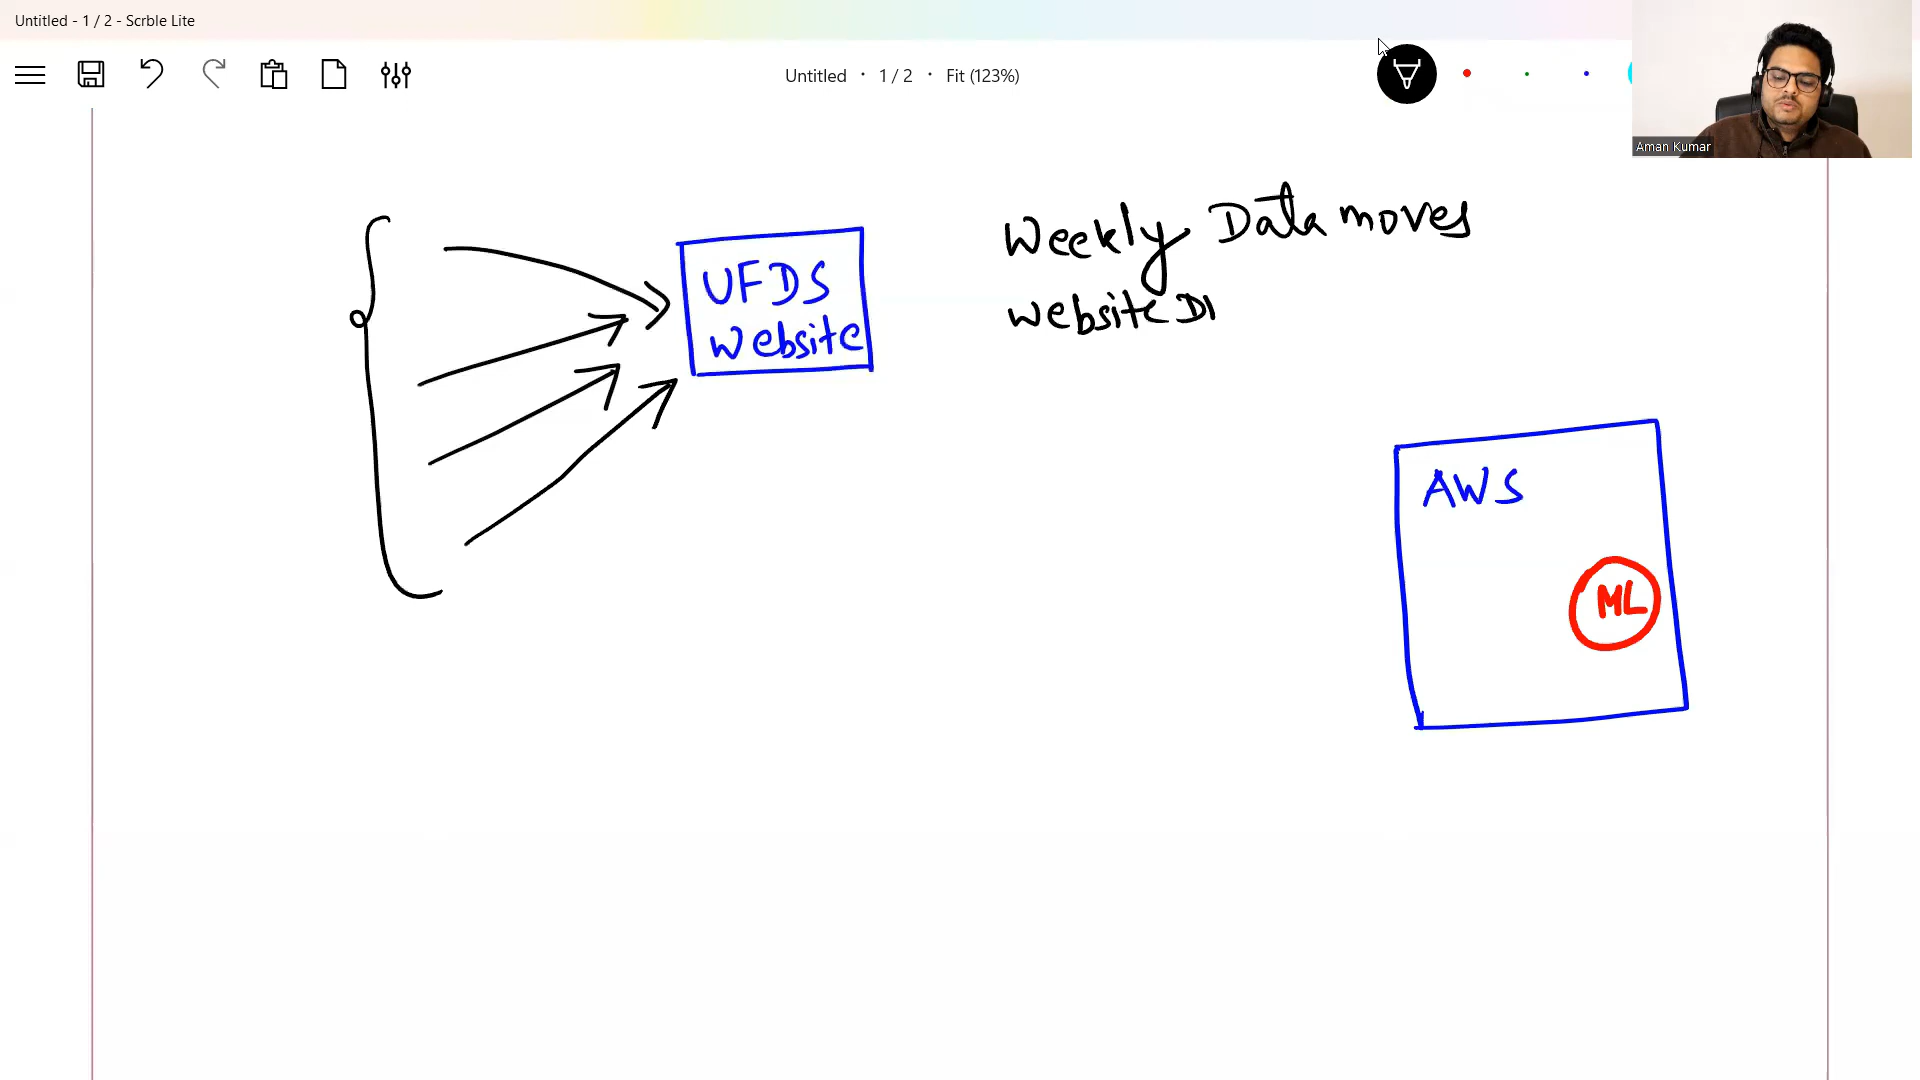 Untitled - 1 / 2 - Scrble Lite
Untitled • 1 / 2 • Fit (123%)
Aman Kumar
Weekly Data moves
UFDS
Website
Website
AWS
ML